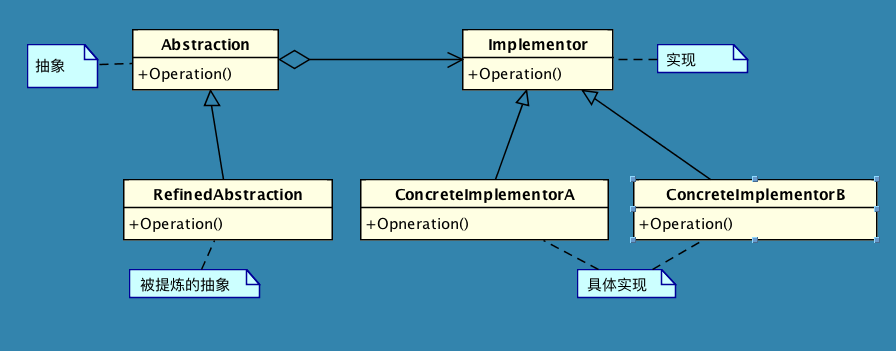 抽象
Abstraction
+Operation()
Implementor
+Operation()
实现
RefinedAbstraction
+Operation()
ConcreteImplementorA
+Opneration()
ConcreteImplementorB
+Operation()
被提炼的抽象
具体实现